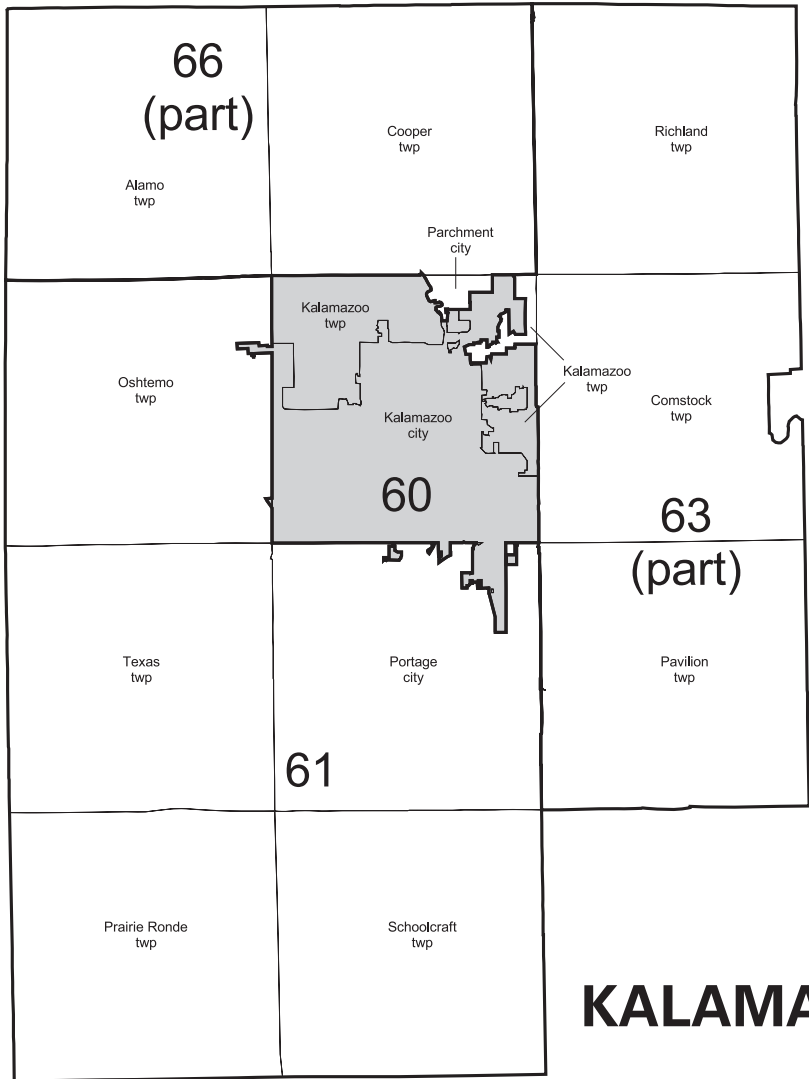 66
(part)
Cooper
twp
Richland
twp
Alamo
twp
Parchment
city
Kalamazoo
twp
Kalamazoo
twp
Oshtemo
twp
Comstock
twp
Kalamazoo
city
60
63
(part)
Texas
twp
Portage
city
Pavilion
twp
61
Prairie Ronde
twp
Schoolcraft
twp
KALAMA